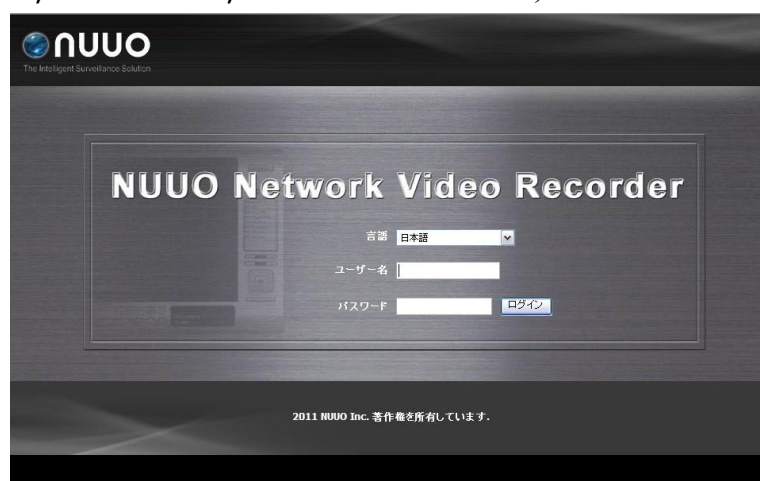 nuuo
The Intelligent Surveillance Solution
NUUO Network Video Recorder
言語 日本語
ユーザー名
パスワード ログイン
2011 NUUO Inc. 著作権を所有しています.